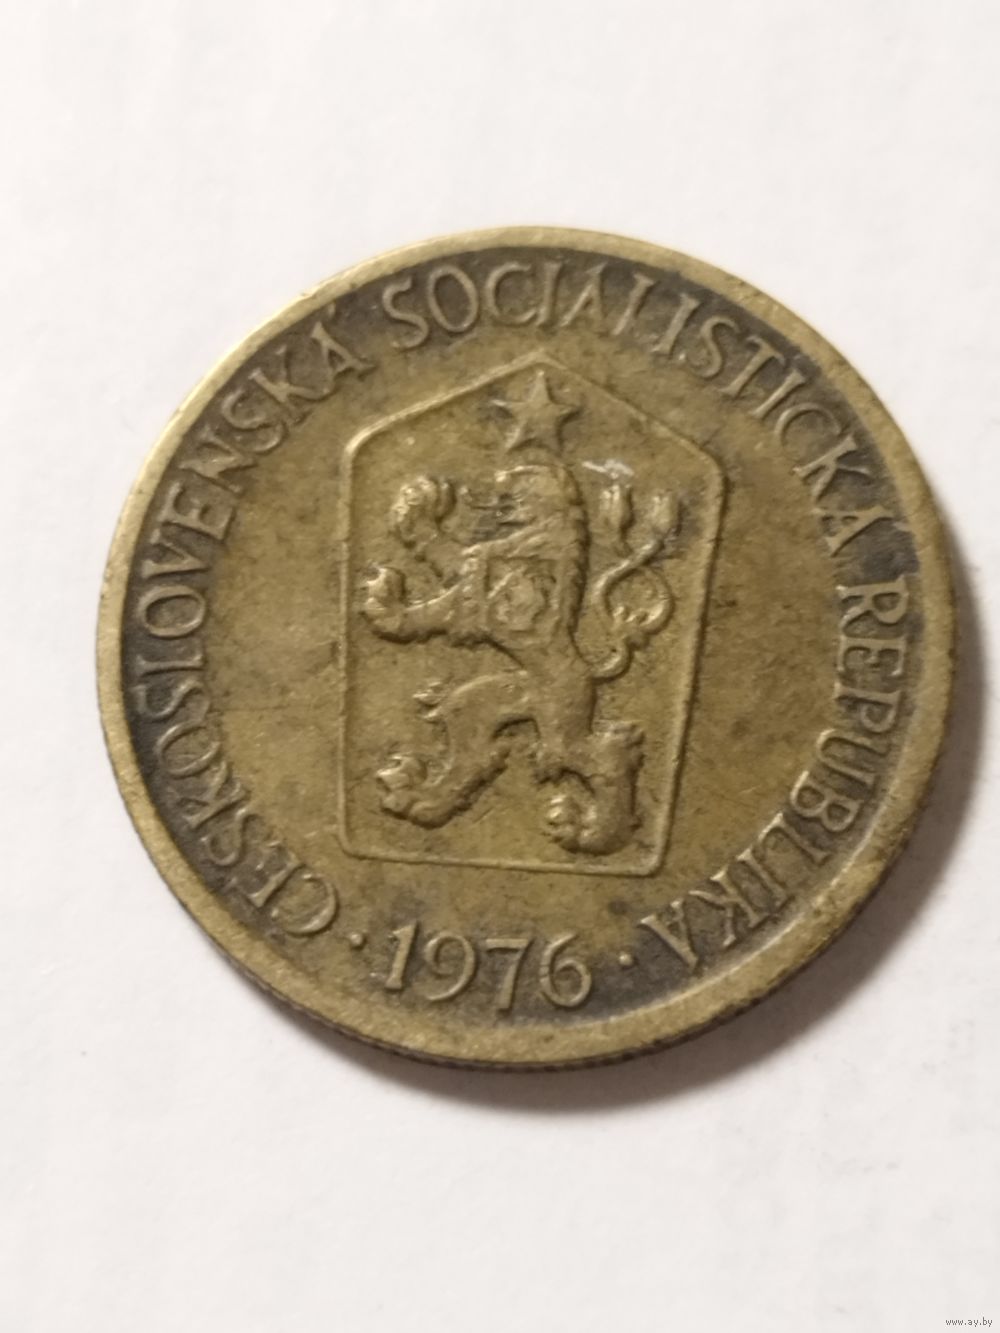 ČESKOSLOVENSKÁ SOCIALISTICKÁ REPUBLIKA
· 1976 ·
www.ay.by